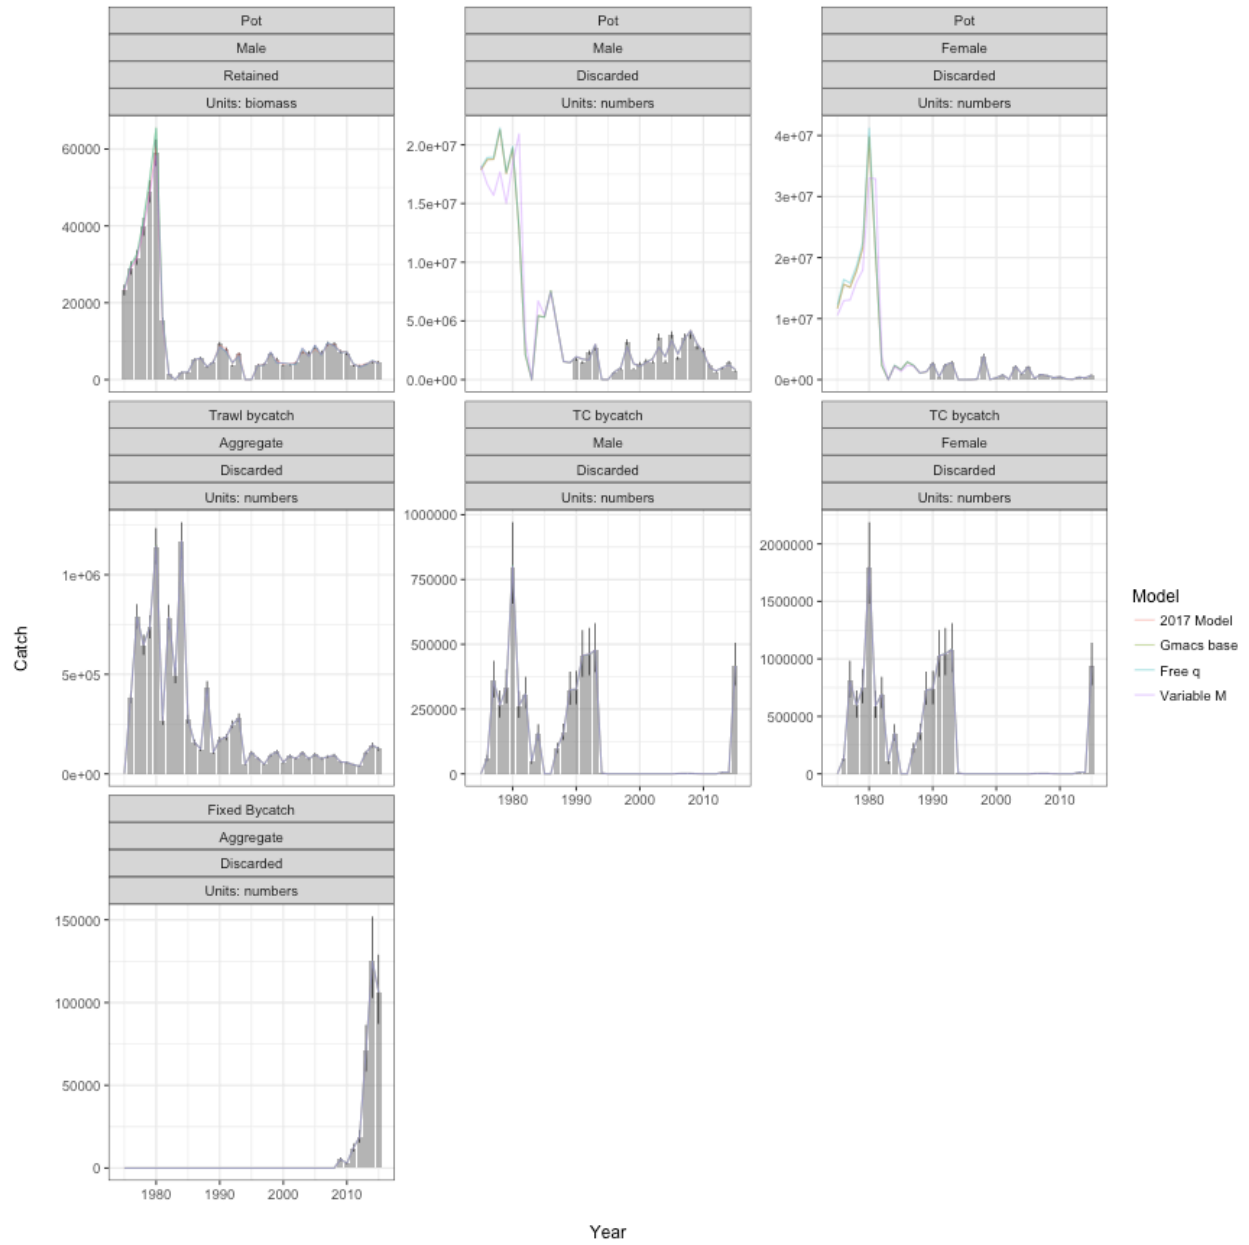 Pot
Male
Retained
Units: biomass
Pot
Male
Discarded
Units: numbers
Pot
Female
Discarded
Units: numbers
60000
40000
20000
0
2.0e+07
1.5e+07
1.0e+07
5.0e+06
0.0e+00
4e+07
3e+07
2e+07
1e+07
0e+00
Trawl bycatch
Aggregate
Discarded
Units: numbers
TC bycatch
Male
Discarded
Units: numbers
TC bycatch
Female
Discarded
Units: numbers
1e+06
5e+05
0e+00
1000000
750000
500000
250000
0
2000000
1500000
1000000
500000
0
1980 1990 2000 2010
1980 1990 2000 2010
Fixed Bycatch
Aggregate
Discarded
Units: numbers
150000
100000
50000
0
1980 1990 2000 2010
Catch
Year
Model
2017 Model
Gmacs base
Free q
Variable M